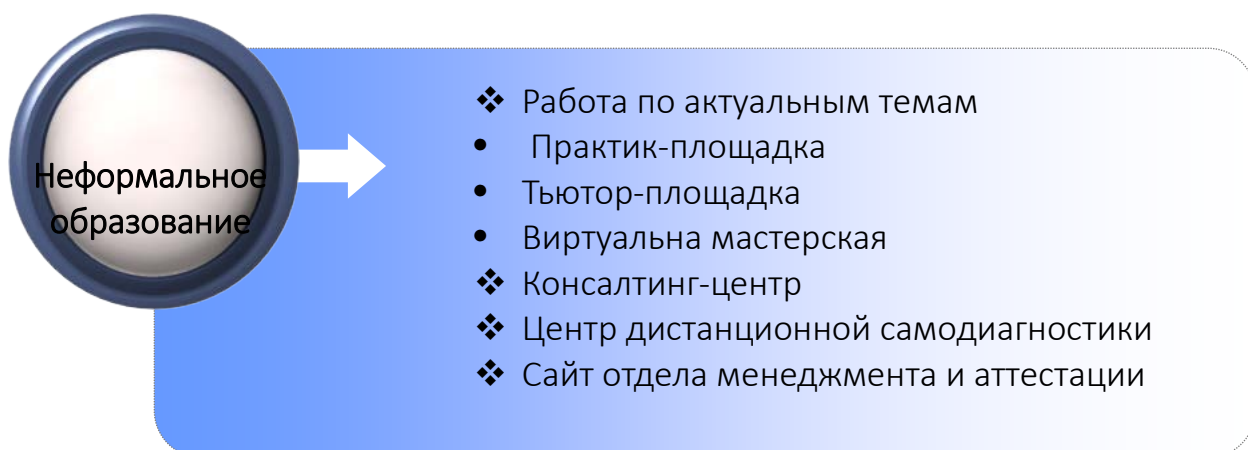 Неформальное
образование
❖ Работа по актуальным темам
• Практик-площадка
• Тьютор-площадка
• Виртуальна мастерская
❖ Консалтинг-центр
❖ Центр дистанционной самодиагностики
❖ Сайт отдела менеджмента и аттестации